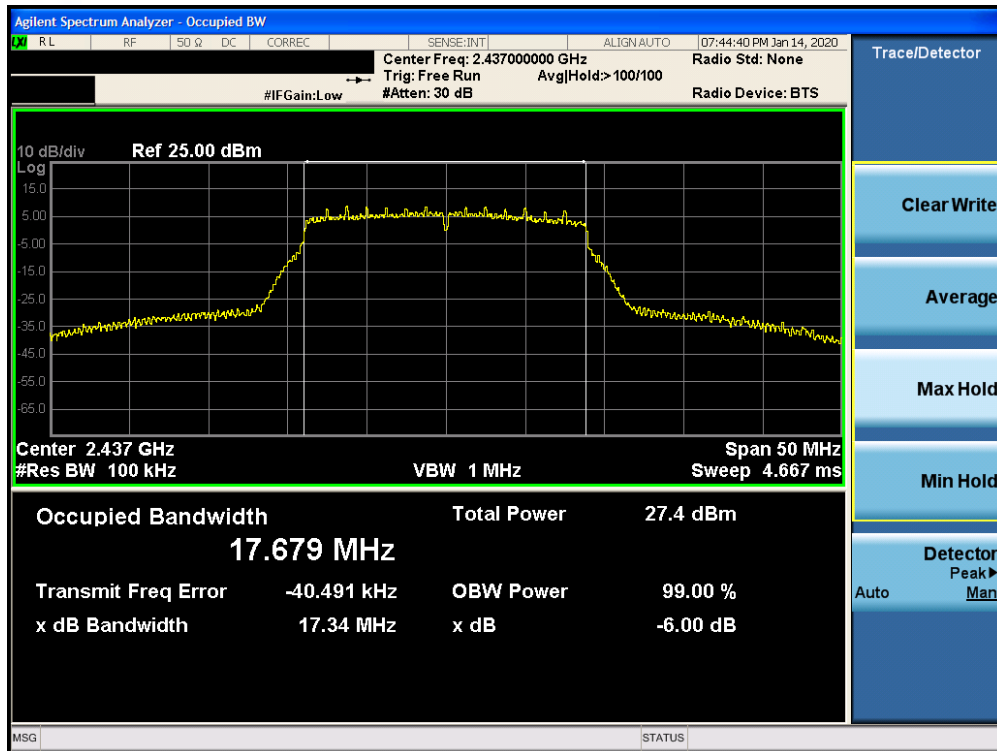 Agilent Spectrum Analyzer - Occupied BW
LXI RL RF 50 Ω DC CORREC SENSE:INT ALIGN AUTO 07:44:40 PM Jan 14, 2020
Center Freq: 2.437000000 GHz Radio Std: None
Trig: Free Run Avg|Hold:> 100/100
#IFGain:Low #Atten: 30 dB Radio Device: BTS
10 dB/div Ref 25.00 dBm
Log
15.0
5.00
-5.00
-15.0
-25.0
-35.0
-45.0
-55.0
-65.0
Center 2.437 GHz Span 50 MHz
#Res BW 100 kHz VBW 1 MHz Sweep 4.667 ms
Occupied Bandwidth Total Power 27.4 dBm
17.679 MHz
Transmit Freq Error -40.491 kHz OBW Power 99.00 %
x dB Bandwidth 17.34 MHz x dB -6.00 dB
MSG STATUS
Trace/Detector
Clear Write
Average
Max Hold
Min Hold
Detector
Peak▶
Auto Man